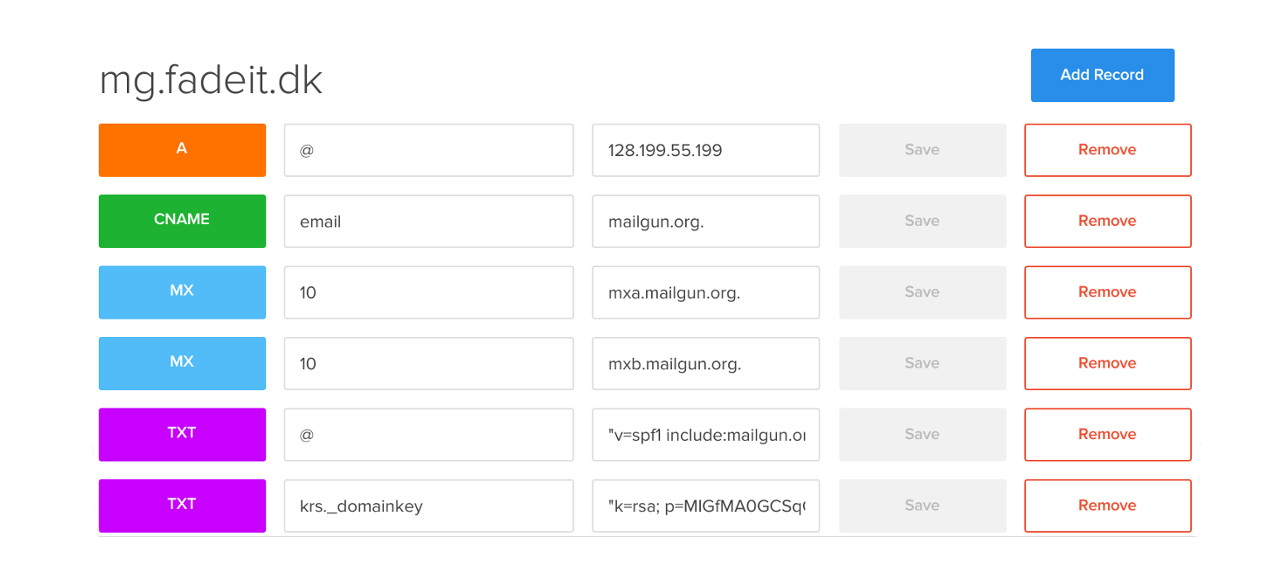 mg.fadeit.dk Add Record
A @ 128.199.55.199 Save Remove
CNAME email mailgun.org. Save Remove
MX 10 mxa.mailgun.org. Save Remove
MX 10 mxb.mailgun.org. Save Remove
TXT @ "v=spf1 include:mailgun.or Save Remove
TXT krs._domainkey "k=rsa; p=MIGfMA0GCSq Save Remove